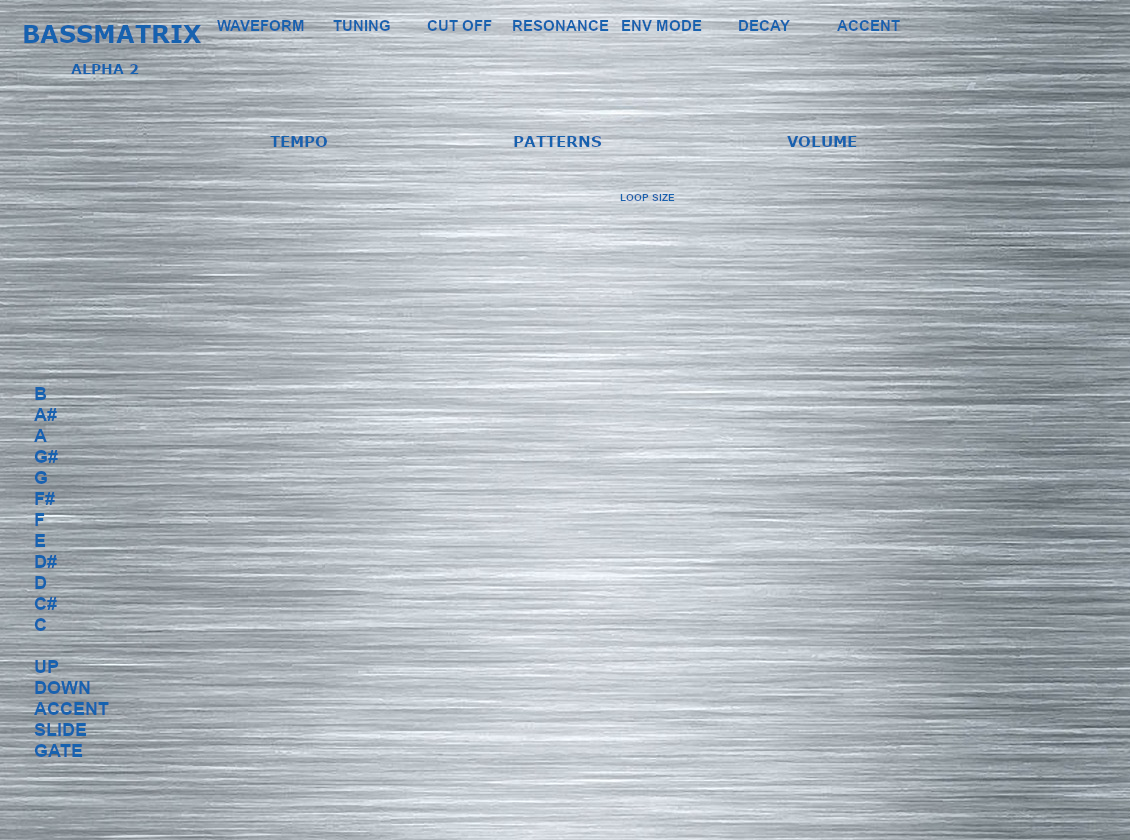 BASSMATRIX
ALPHA 2
WAVEFORM TUNING CUT OFF RESONANCE ENV MODE DECAY ACCENT
TEMPO PATTERNS VOLUME
LOOP SIZE
B
A#
A
G#
G
F#
F
E
D#
D
C#
C
UP
DOWN
ACCENT
SLIDE
GATE